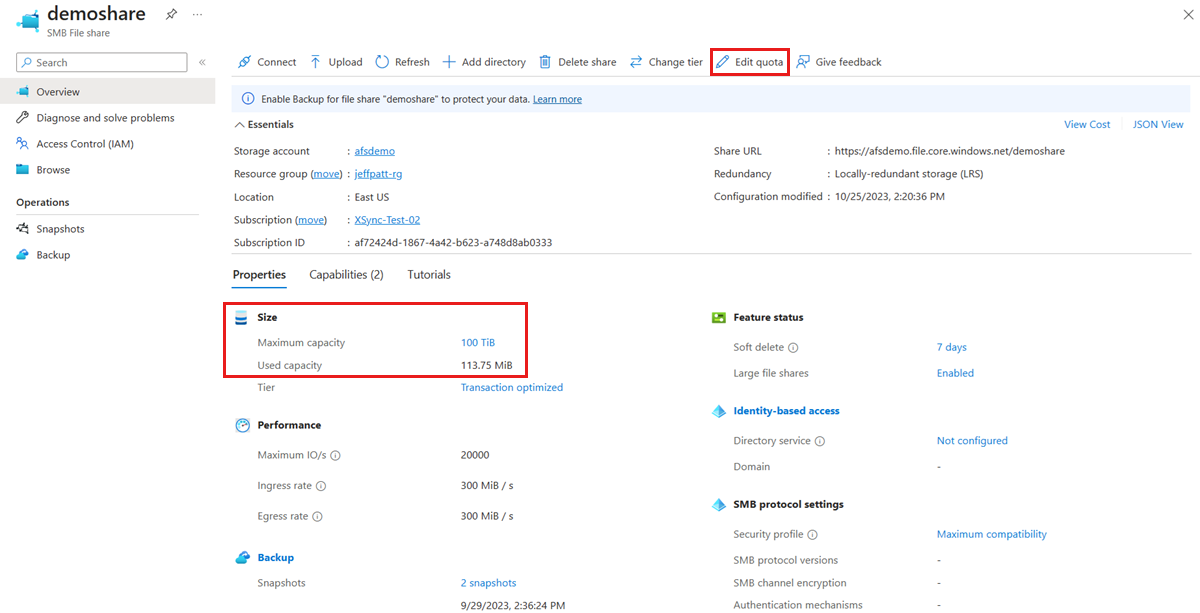 demoshare
...
SMB File share
Search
«
Overview
Diagnose and solve problems
Access Control (IAM)
Browse
Operations
Snapshots
Backup
Connect Upload Refresh Add directory Delete share Change tier Edit quota Give feedback
Enable Backup for file share "demoshare" to protect your data. Learn more
Essentials
View Cost JSON View
Storage account : afsdemo
Resource group (move) : jeffpatt-rg
Location : East US
Subscription (move) : XSync-Test-02
Subscription ID : af72424d-1867-4a42-b623-a748d8ab0333
Share URL : https://afsdemo.file.core.windows.net/demoshare
Redundancy : Locally-redundant storage (LRS)
Configuration modified : 10/25/2023, 2:20:36 PM
Properties Capabilities (2) Tutorials
Size
Maximum capacity 100 TiB
Used capacity 113.75 MiB
Tier Transaction optimized
Performance
Maximum IO/s 20000
Ingress rate 300 MiB / s
Egress rate 300 MiB / s
Backup
Snapshots 2 snapshots
9/29/2023, 2:36:24 PM
Feature status
Soft delete 7 days
Large file shares Enabled
Identity-based access
Directory service Not configured
Domain -
SMB protocol settings
Security profile Maximum compatibility
SMB protocol versions -
SMB channel encryption -
Authentication mechanisms -